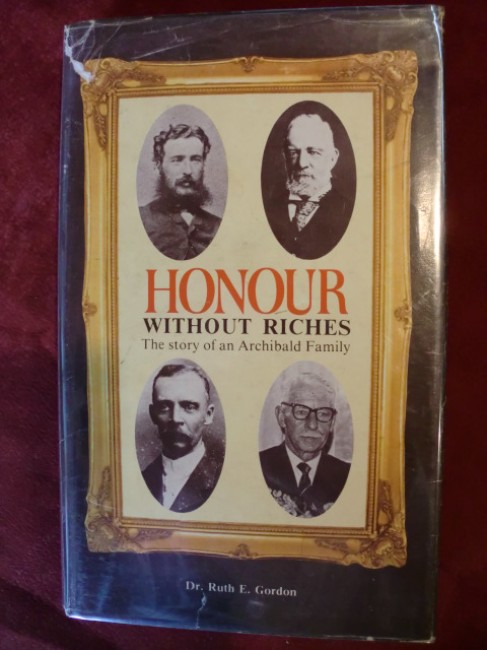 HONOUR
WITHOUT RICHES
The story of an Archibald Family
Dr. Ruth E. Gordon